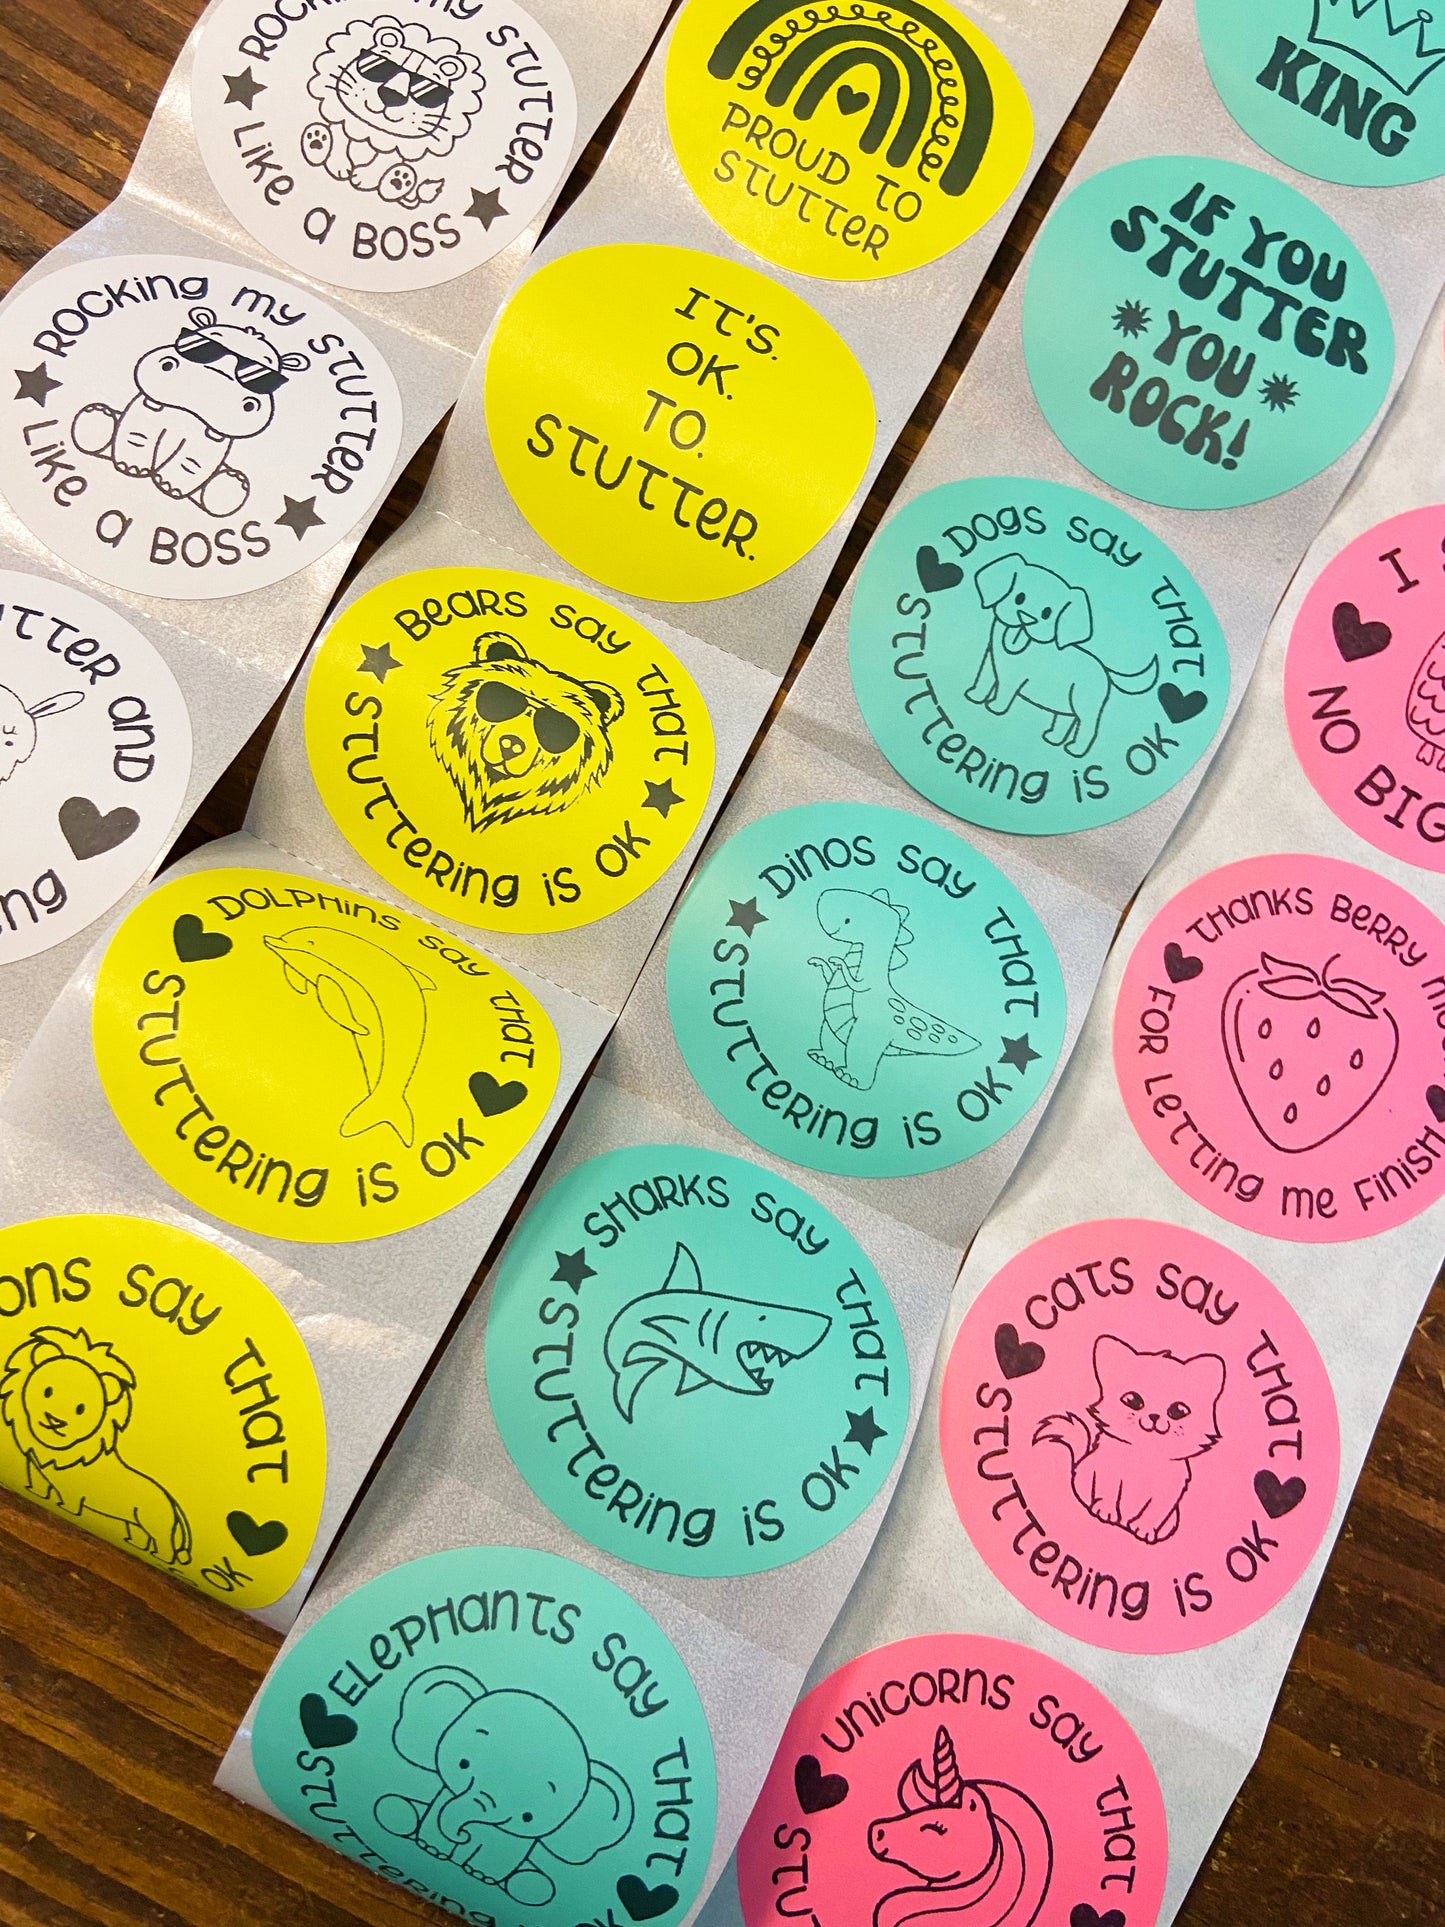 ROCKING MY STUTTER
LIKE A BOSS
ROCKING MY STUTTER
LIKE A BOSS
AND
PROUD TO
STUTTER
IT'S.
OK.
TO.
STUTTER.
BEARS SAY THAT
STUTTERING IS OK
DOLPHINS SAY THAT
STUTTERING IS OK
SAY THAT
OK
KING
IF YOU
STUTTER
YOU
ROCK!
DOGS SAY THAT
STUTTERING IS OK
DINOS SAY THAT
STUTTERING IS OK
SHARKS SAY THAT
STUTTERING IS OK
ELEPHANTS SAY THAT
STUTTERING
OK
I
NO BIG
THANKS BERRY
FOR LETTING ME FINISH
CATS SAY THAT
STUTTERING IS OK
UNICORNS SAY THAT